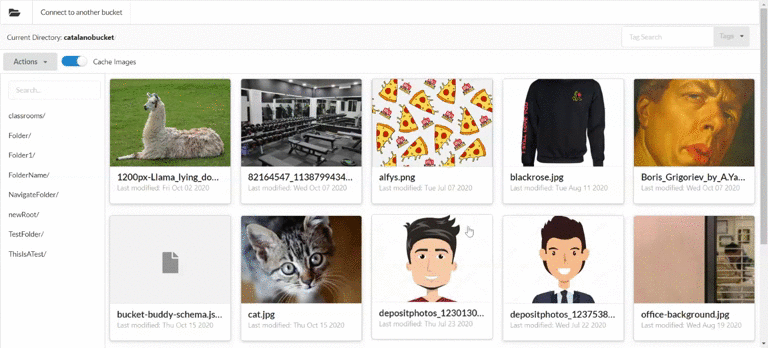 Connect to another bucket
Current Directory: catalanobucket
Tag Search
Tags
Actions
Cache Images
Search...
classrooms/
Folder/
Folder1/
FolderName/
NavigateFolder/
newRoot/
TestFolder/
ThisIsATest/
1200px-Llama_lying_do...
Last modified: Fri Oct 02 2020
82164547_1138799434...
Last modified: Wed Oct 07 2020
alfys.png
Last modified: Tue Jul 07 2020
blackrose.jpg
Last modified: Tue Aug 11 2020
Boris_Grigoriev_by_A.Ya...
Last modified: Wed Oct 07 2020
bucket-buddy-schema.js...
Last modified: Thu Oct 15 2020
cat.jpg
Last modified: Thu Oct 15 2020
depositphotos_1230130...
Last modified: Thu Jul 23 2020
depositphotos_1237538...
Last modified: Wed Jul 22 2020
office-background.jpg
Last modified: Wed Aug 19 2020